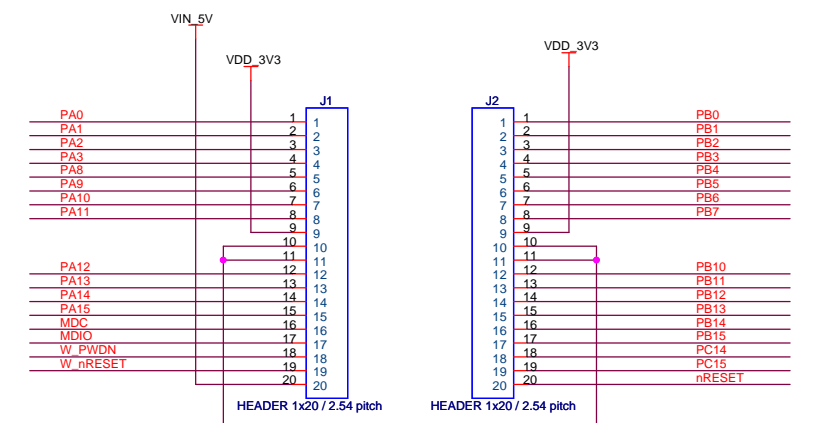 VIN_5V
VDD_3V3
VDD_3V3
J1
J2
PA0 1 1
PA1 2 2
PA2 3 3
PA3 4 4
PA8 5 5
PA9 6 6
PA10 7 7
PA11 8 8
9 9
10 10
11 11
PA12 12 12
PA13 13 13
PA14 14 14
PA15 15 15
MDC 16 16
MDIO 17 17
W_PWDN 18 18
W_nRESET 19 19
20 20
HEADER 1x20 / 2.54 pitch
1 1 PB0
2 2 PB1
3 3 PB2
4 4 PB3
5 5 PB4
6 6 PB5
7 7 PB6
8 8 PB7
9 9
10 10
11 11
12 12 PB10
13 13 PB11
14 14 PB12
15 15 PB13
16 16 PB14
17 17 PB15
18 18 PC14
19 19 PC15
20 20 nRESET
HEADER 1x20 / 2.54 pitch